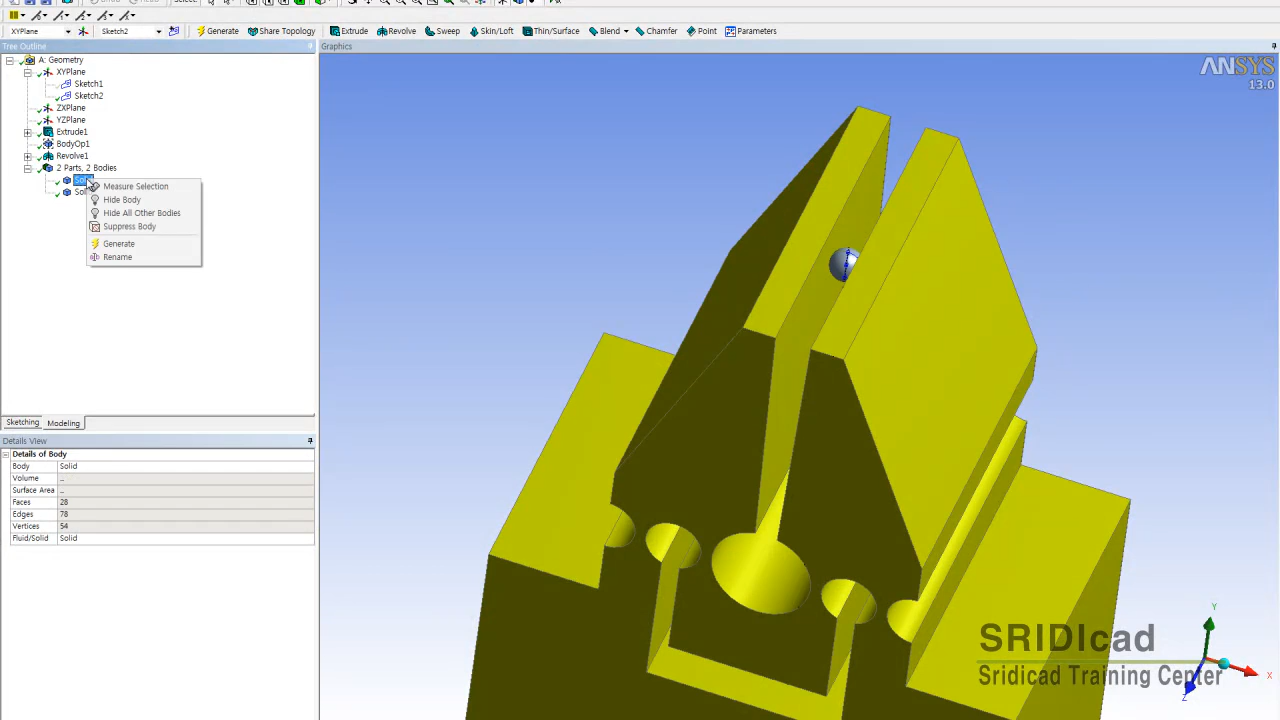 Select:
XYPlane Sketch2 Generate Share Topology Extrude Revolve Sweep Skin/Loft Thin/Surface Blend Chamfer Point Parameters
Tree Outline
Graphics
A: Geometry
XYPlane
Sketch1
Sketch2
ZXPlane
YZPlane
Extrude1
BodyOp1
Revolve1
2 Parts, 2 Bodies
Measure Selection
Hide Body
Hide All Other Bodies
Suppress Body
Generate
Rename
Sketching Modeling
Details View
Details of Body
Body Solid
Volume ..
Surface Area ..
Faces 28
Edges 78
Vertices 54
Fluid/Solid Solid
ANSYS
13.0
SRIDIcad
Sridicad Training Center
Y
X
Z